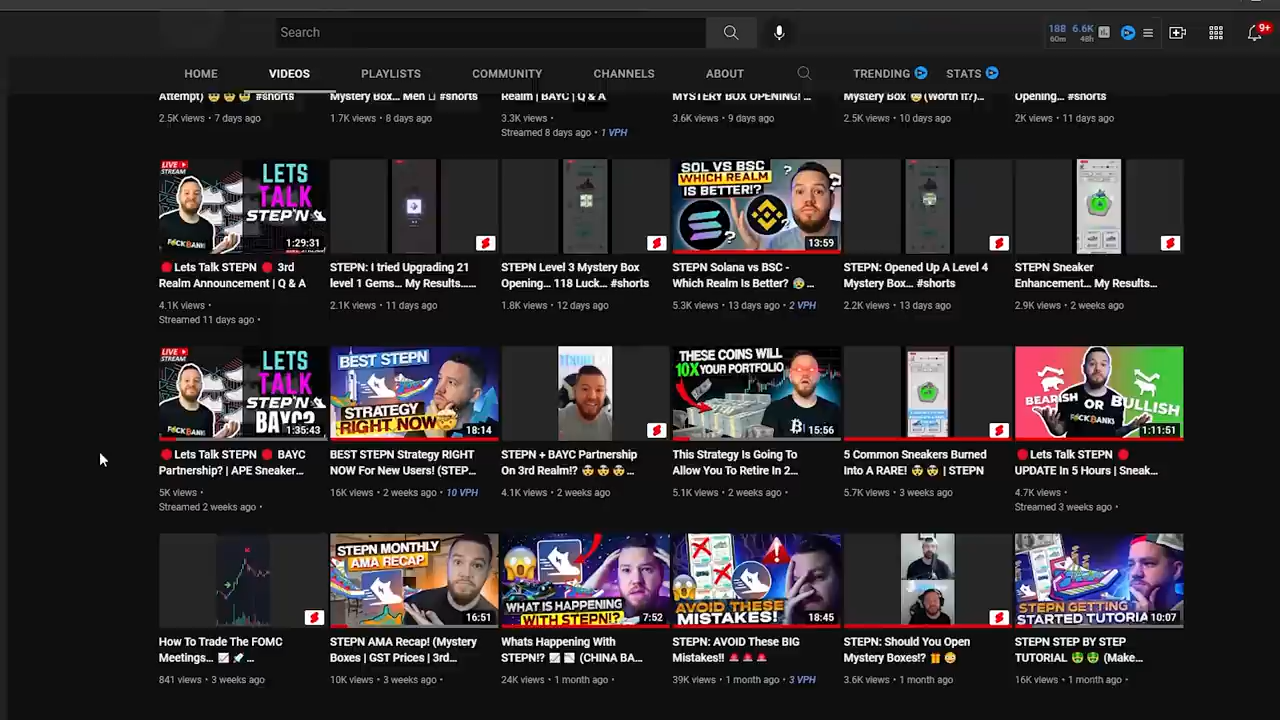 Search
188 6.6K
60m 48h
9+
HOME VIDEOS PLAYLISTS COMMUNITY CHANNELS ABOUT TRENDING STATS
Attempt) 😨😨😨 #shorts
2.5K views • 7 days ago
Mystery Box... Men #shorts
1.7K views • 8 days ago
Realm | BAYC | Q & A
3.3K views •
Streamed 8 days ago • 1 VPH
MYSTERY BOX OPENING! ...
3.6K views • 9 days ago
Mystery Box 🤯 (Worth it?)...
2.5K views • 10 days ago
Opening... #shorts
2K views • 11 days ago
LIVE
STREAM
LETS
TALK
STEP'N
F₿CK BANKS
1:29:31
SOL VS BSC
WHICH REALM
IS BETTER!?
13:59
🔴Lets Talk STEPN 🔴 3rd
Realm Announcement | Q & A
4.1K views •
Streamed 11 days ago •
STEPN: I tried Upgrading 21
level 1 Gems... My Results......
2.1K views • 11 days ago
STEPN Level 3 Mystery Box
Opening... 118 Luck... #shorts
1.8K views • 12 days ago
STEPN Solana vs BSC -
Which Realm Is Better? 😥...
5.3K views • 13 days ago • 2 VPH
STEPN: Opened Up A Level 4
Mystery Box... #shorts
2.2K views • 13 days ago
STEPN Sneaker
Enhancement... My Results...
2.9K views • 2 weeks ago
LIVE
STREAM
LETS
TALK
STEP'N
BAYC?
F₿CK BANKS
1:35:43
BEST STEPN
STRATEGY
RIGHT NOW
18:14
THESE COINS WILL
10X YOUR PORTFOLIO
15:56
BEARISH OR BULLISH
F₿CK BANKS
1:11:51
🔴Lets Talk STEPN 🔴 BAYC
Partnership? | APE Sneaker...
5K views •
Streamed 2 weeks ago •
BEST STEPN Strategy RIGHT
NOW For New Users! (STEP...
16K views • 2 weeks ago • 10 VPH
STEPN + BAYC Partnership
On 3rd Realm!? 🤯🤯🤯...
4.1K views • 2 weeks ago
This Strategy Is Going To
Allow You To Retire In 2...
5.1K views • 2 weeks ago •
5 Common Sneakers Burned
Into A RARE! 🤯🤯 | STEPN
5.7K views • 3 weeks ago
🔴Lets Talk STEPN 🔴
UPDATE In 5 Hours | Sneak...
4.7K views •
Streamed 3 weeks ago •
STEPN MONTHLY
AMA RECAP
16:51
WHAT IS HAPPENING
WITH STEPN!?
7:52
AVOID THESE
MISTAKES!
18:45
STEPN GETTING
STARTED TUTORIA
10:07
How To Trade The FOMC
Meetings... 📈🚀...
841 views • 3 weeks ago
STEPN AMA Recap! (Mystery
Boxes | GST Prices | 3rd...
10K views • 3 weeks ago •
Whats Happening With
STEPN!? 📈 📉 (CHINA BA...
24K views • 1 month ago •
STEPN: AVOID These BIG
Mistakes!! 🚨🚨🚨
39K views • 1 month ago • 3 VPH
STEPN: Should You Open
Mystery Boxes!? 🎁😳
3.6K views • 1 month ago
STEPN STEP BY STEP
TUTORIAL 🤑🤑 (Make...
16K views • 1 month ago •